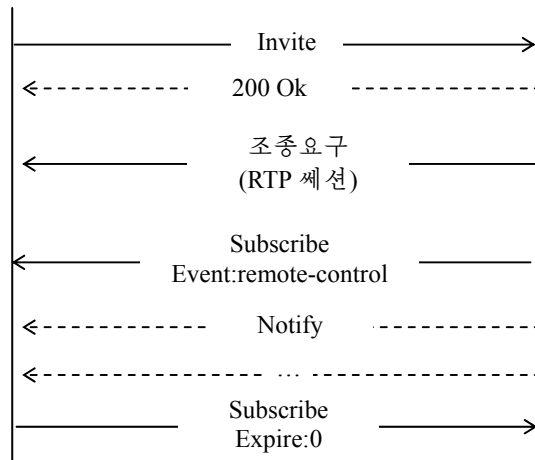 Invite
200 Ok
조종요구
(RTP 쎄션)
Subscribe
Event:remote-control
Notify
…
Subscribe
Expire:0